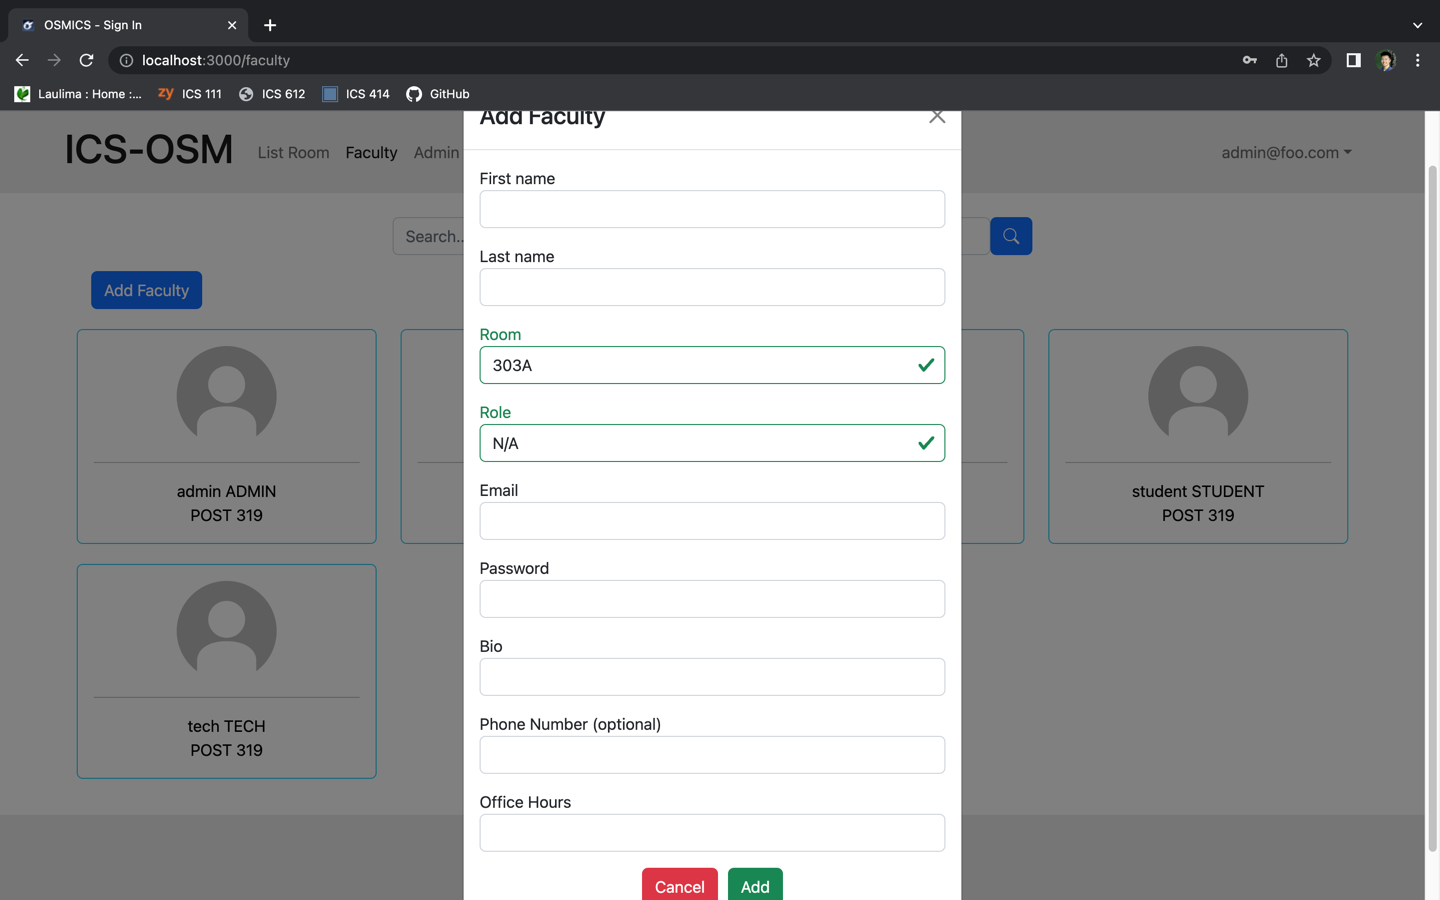 OSMICS - Sign In
localhost:3000/faculty
Laulima : Home :... zy ICS 111 ICS 612 ICS 414 GitHub
ICS-OSM List Room Faculty Admin admin@foo.com
Search..
Add Faculty
admin ADMIN
POST 319
student STUDENT
POST 319
tech TECH
POST 319
Add Faculty
First name
Last name
Room
303A
Role
N/A
Email
Password
Bio
Phone Number (optional)
Office Hours
Cancel Add